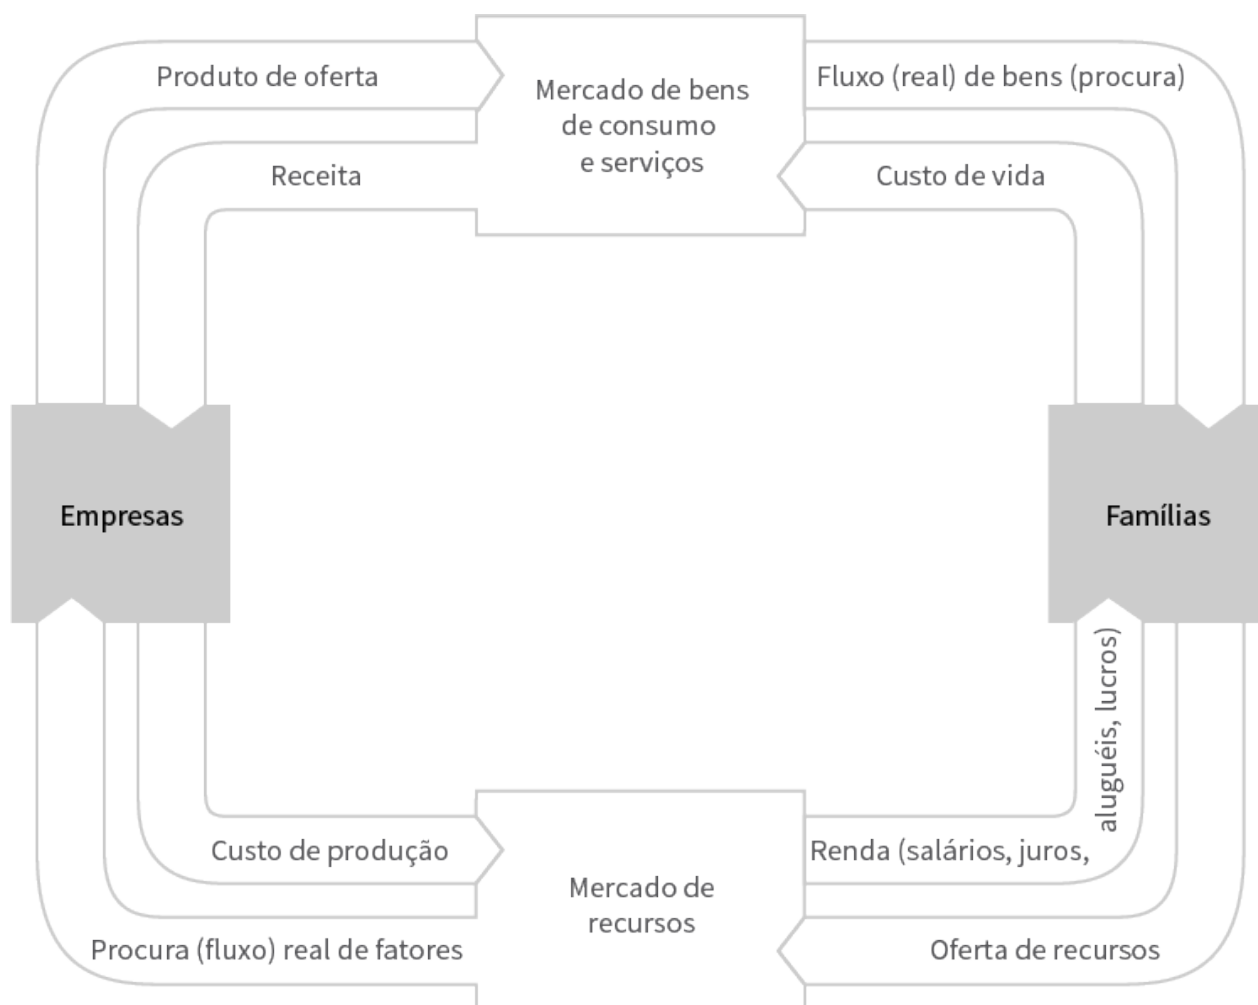 Produto de oferta
Mercado de bens
de consumo
e serviços
Fluxo (real) de bens (procura)
Receita
Custo de vida
Empresas
Famílias
Custo de produção
Mercado de
recursos
Renda (salários, juros,
aluguéis, lucros)
Procura (fluxo) real de fatores
Oferta de recursos